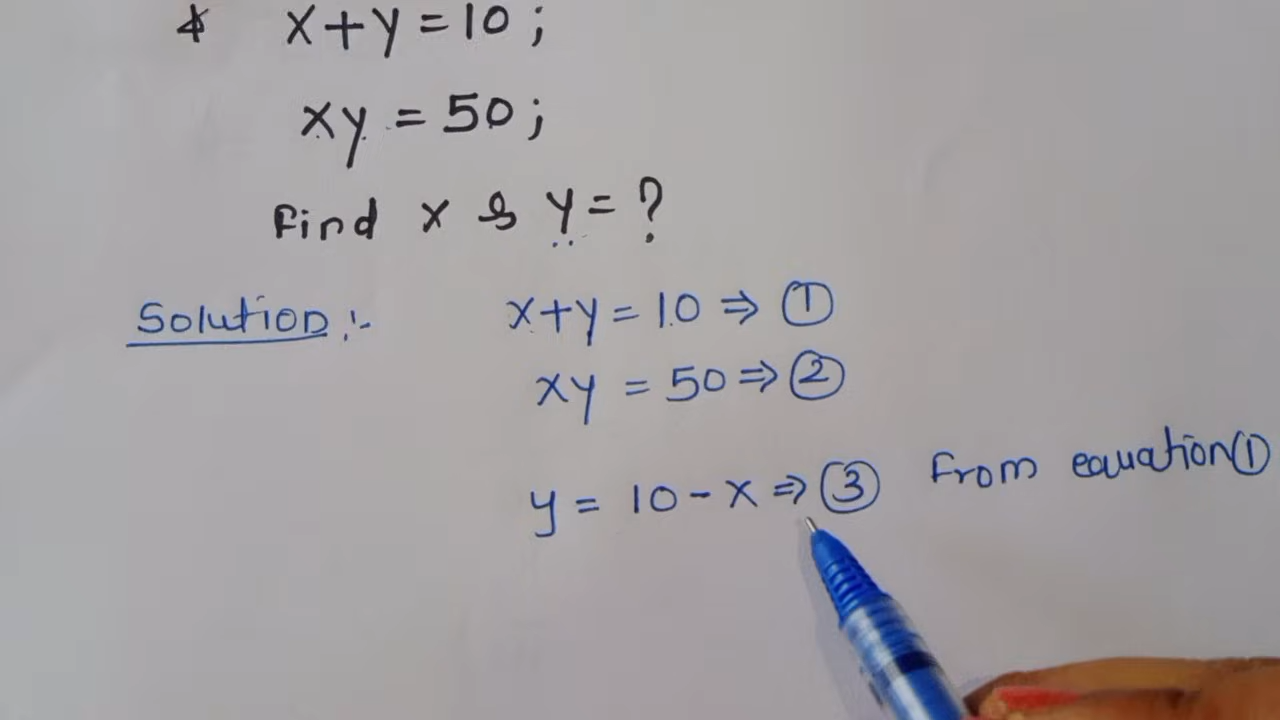 x+y=10;
xy=50;
Find x & y=?
Solution:- x+y=10⇒①
xy=50⇒②
y=10-x⇒③ From equation①